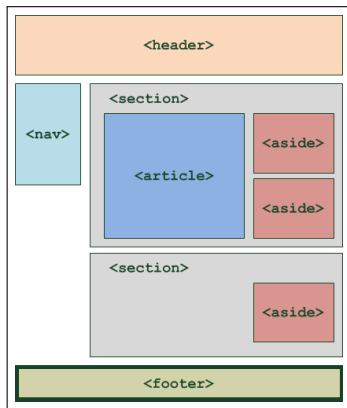 <header>
<nav>
<section>
<article>
<aside>
<aside>
<section>
<aside>
<footer>